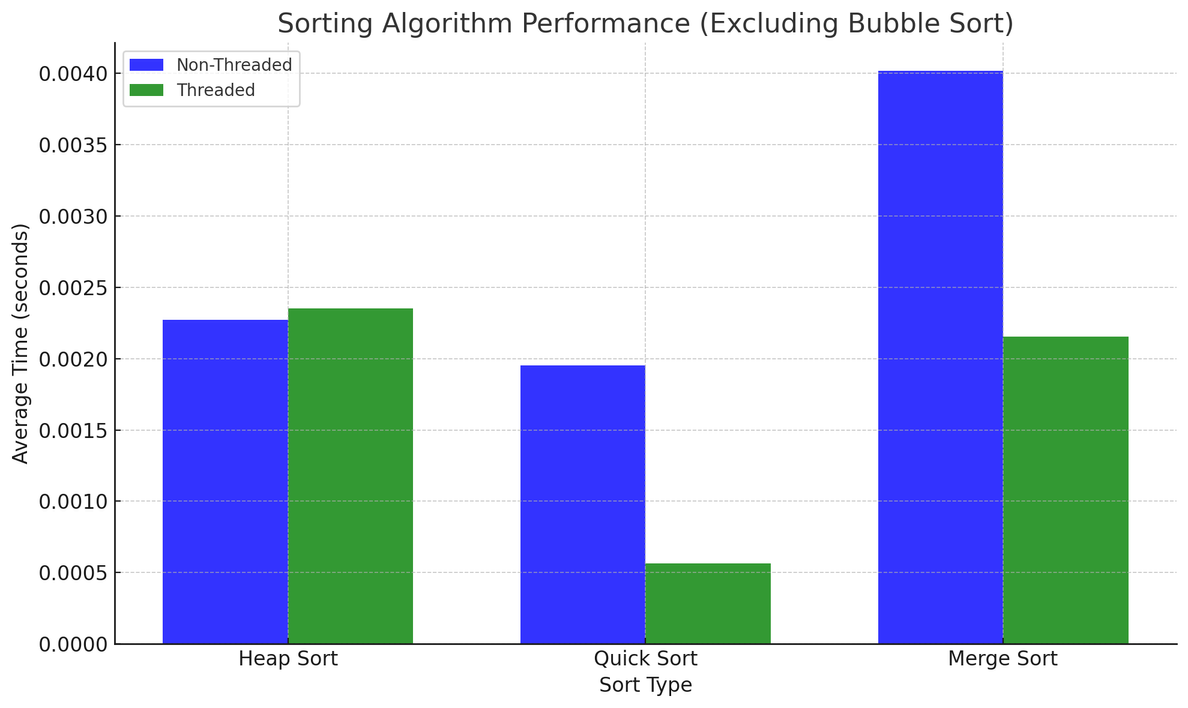 Sorting Algorithm Performance (Excluding Bubble Sort)
Non-Threaded
Threaded
Average Time (seconds)
0.0040
0.0035
0.0030
0.0025
0.0020
0.0015
0.0010
0.0005
0.0000
Heap Sort
Quick Sort
Merge Sort
Sort Type